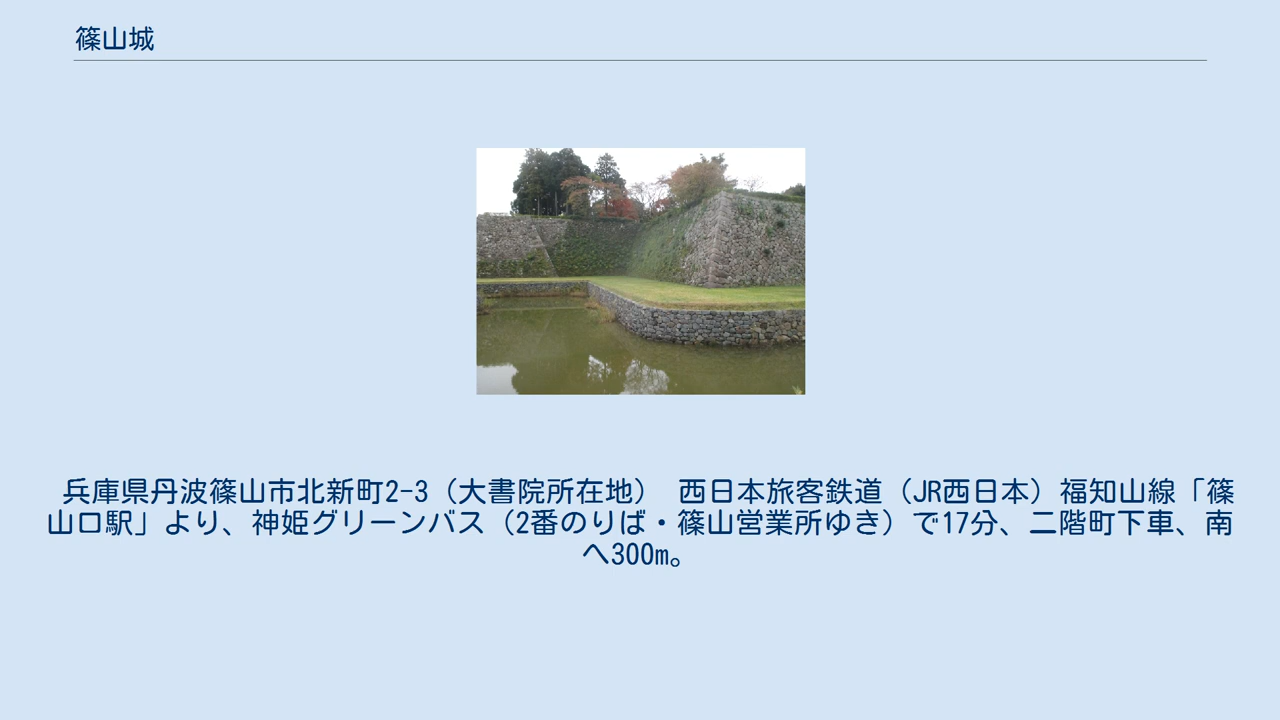 篠山城
兵庫県丹波篠山市北新町2-3（大書院所在地）　西日本旅客鉄道（JR西日本）福知山線「篠
山口駅」より、神姫グリーンバス（2番のりば・篠山営業所ゆき）で17分、二階町下車、南
へ300m。